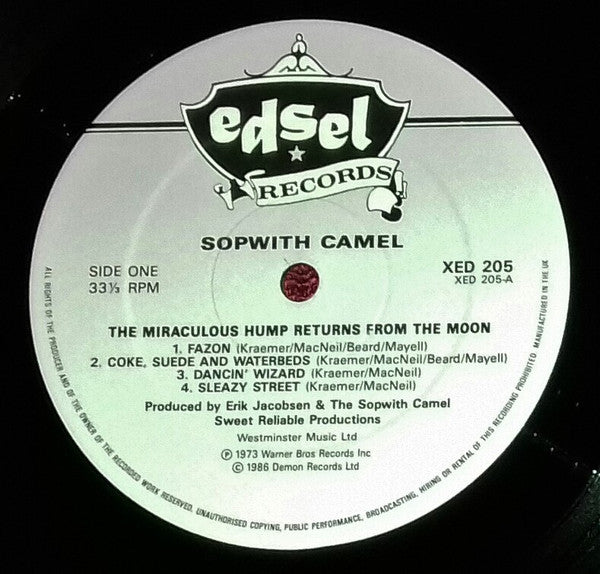 edsel
RECORDS
SOPWITH CAMEL
SIDE ONE
33⅓ RPM
XED 205
XED 205-A
THE MIRACULOUS HUMP RETURNS FROM THE MOON
1. FAZON (Kraemer/MacNeil/Beard/Mayell)
2. COKE, SUEDE AND WATERBEDS (Kraemer/MacNeil/Beard/Mayell)
3. DANCIN' WIZARD (Kraemer/MacNeil)
4. SLEAZY STREET (Kraemer/MacNeil)
Produced by Erik Jacobsen & The Sopwith Camel
Sweet Reliable Productions
Westminster Music Ltd
Ⓟ 1973 Warner Bros Records Inc
© 1986 Demon Records Ltd
ALL RIGHTS OF THE PRODUCER AND OF THE OWNER OF THE RECORDED WORK RESERVED. UNAUTHORISED COPYING, PUBLIC PERFORMANCE, BROADCASTING, HIRING OR RENTAL OF THIS RECORDING PROHIBITED. MANUFACTURED IN THE UK